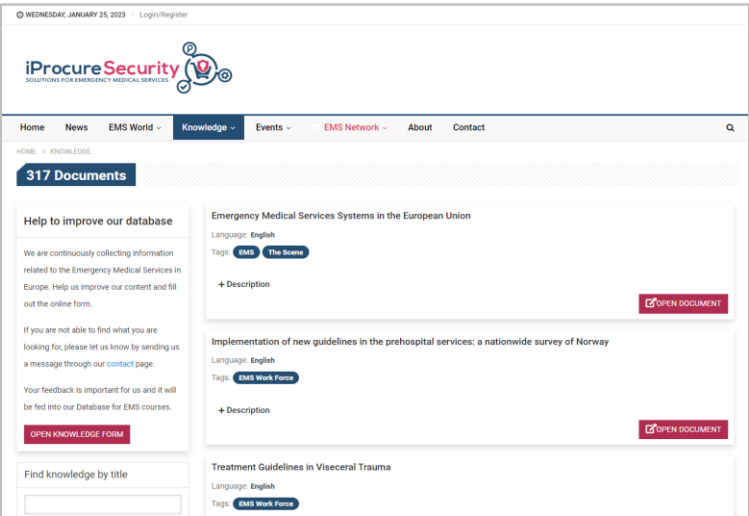 WEDNESDAY, JANUARY 25, 2023 Login/Register
iProcureSecurity
SOLUTIONS FOR EMERGENCY MEDICAL SERVICES
P
Home News EMS World Knowledge Events EMS Network About Contact
HOME > KNOWLEDGE
317 Documents
Help to improve our database
We are continuously collecting information
related to the Emergency Medical Services in
Europe. Help us improve our content and fill
out the online form.
If you are not able to find what you are
looking for, please let us know by sending us
a message through our contact page.
Your feedback is important for us and it will
be fed into our Database for EMS courses.
OPEN KNOWLEDGE FORM
Find knowledge by title
Emergency Medical Services Systems in the European Union
Language: English
Tags: EMS The Scene
+ Description
OPEN DOCUMENT
Implementation of new guidelines in the prehospital services: a nationwide survey of Norway
Language: English
Tags: EMS Work Force
+ Description
OPEN DOCUMENT
Treatment Guidelines in Viseceral Trauma
Language: English
Tags: EMS Work Force